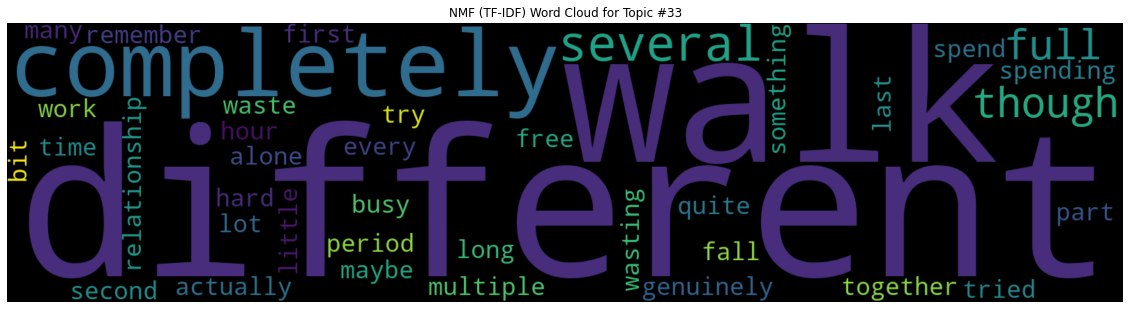 NMF (TF-IDF) Word Cloud for Topic #33
many remember first
completely several
something
spend full
spending
though
walk
last
work waste try
hour
free
bit
time
relationship
alone every
different
hard
lot
little
busy
period
maybe
long
wasting
quite
fall
part
second actually multiple genuinely together tried